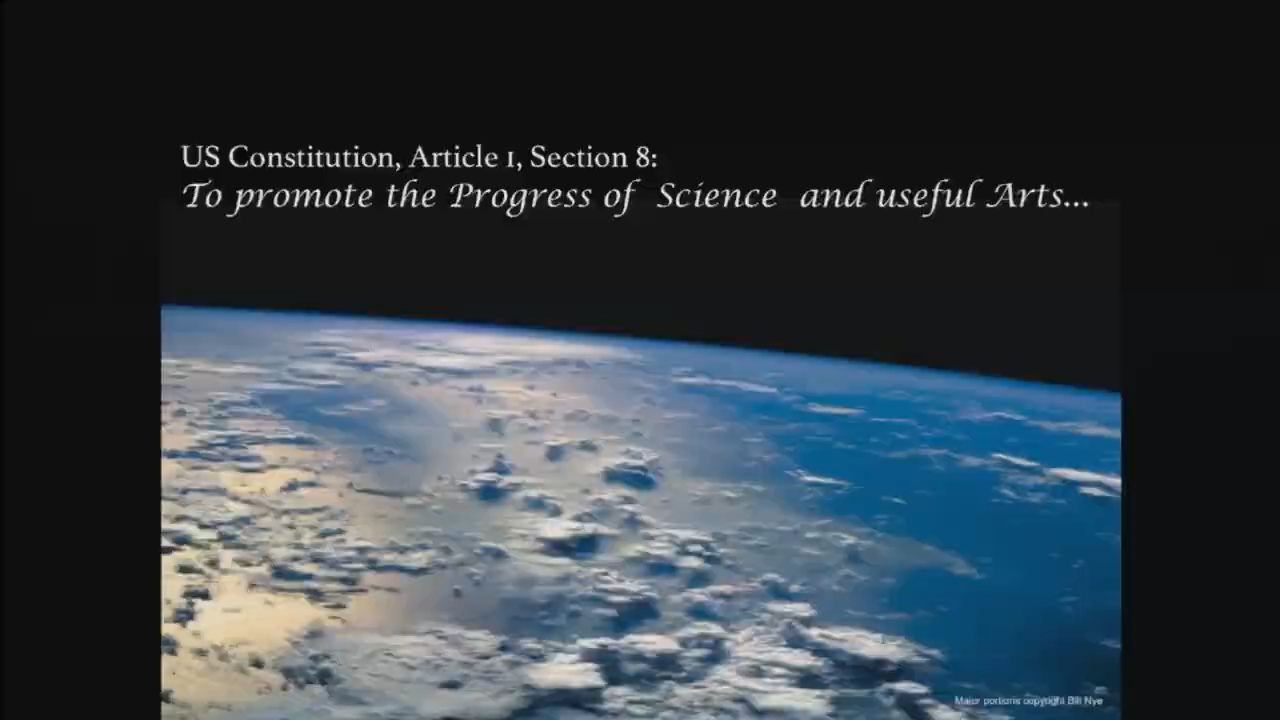 US Constitution, Article 1, Section 8:
To promote the Progress of Science and useful Arts...
Major portions copyright Bill Nye